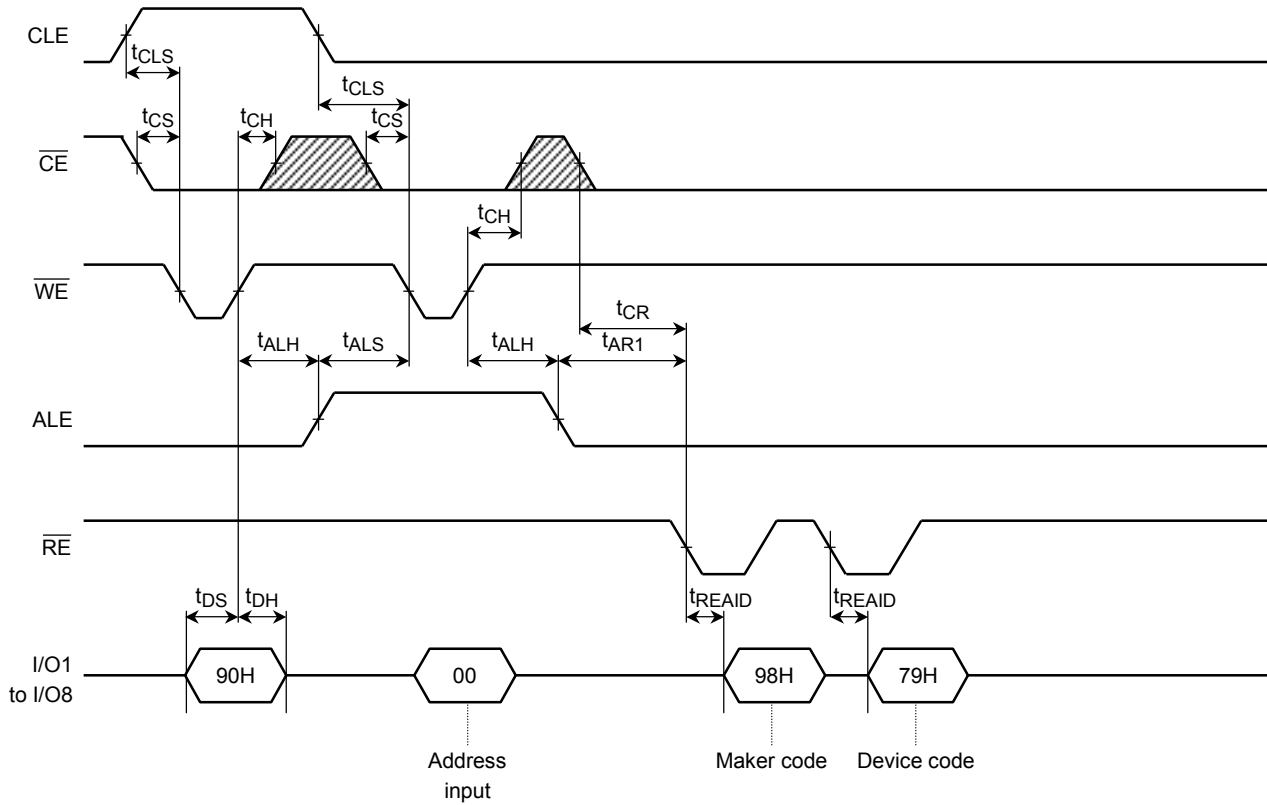 CLE
tCLS
tCLS
tCS
tCH
tCS
CE
tCH
WE
tCR
tALH
tALS
tALH
tAR1
ALE
RE
tDS
tDH
tREAID
tREAID
I/O1
to I/O8
90H
00
98H
79H
Address
input
Maker code
Device code